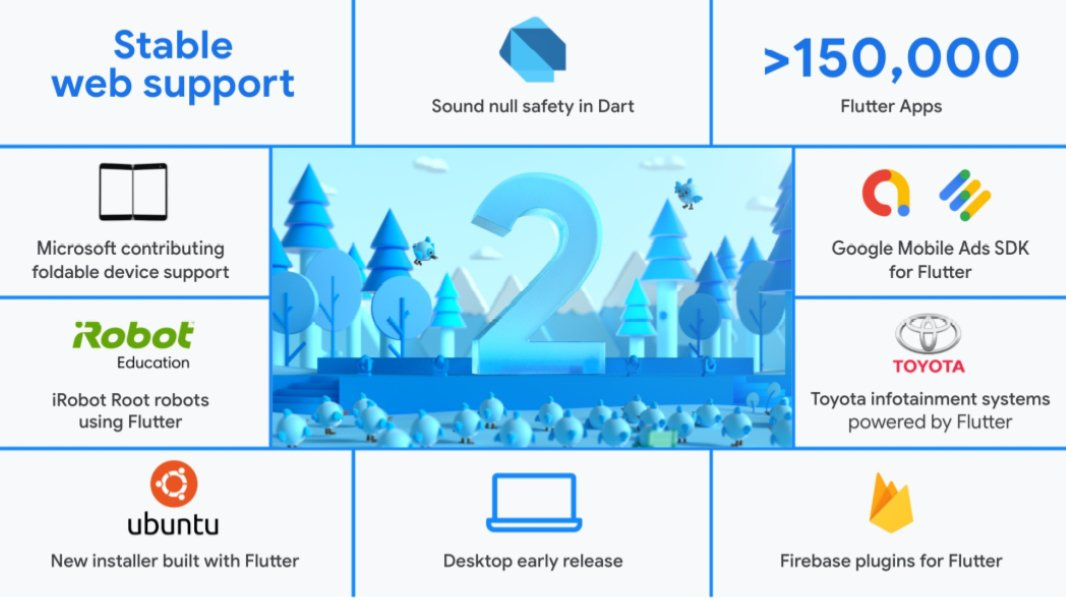 Stable
web support
Sound null safety in Dart
>150,000
Flutter Apps
Microsoft contributing
foldable device support
2
Google Mobile Ads SDK
for Flutter
iRobot
Education
iRobot Root robots
using Flutter
TOYOTA
Toyota infotainment systems
powered by Flutter
ubuntu
New installer built with Flutter
Desktop early release
Firebase plugins for Flutter